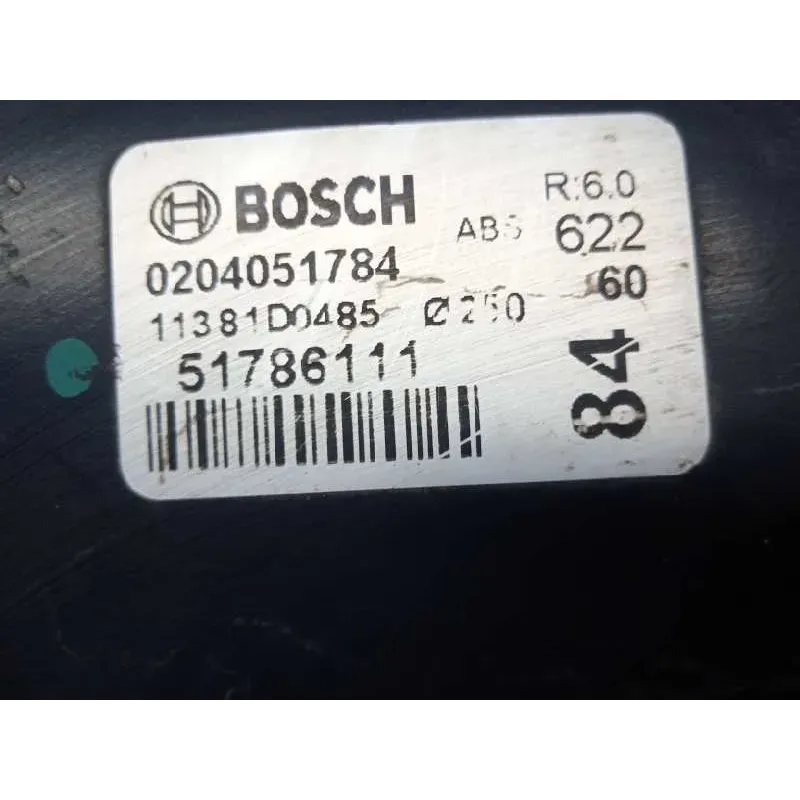 BOSCH R:6.0
ABS 622
0204051784 60
11381D0485 Ø250
51786111
84